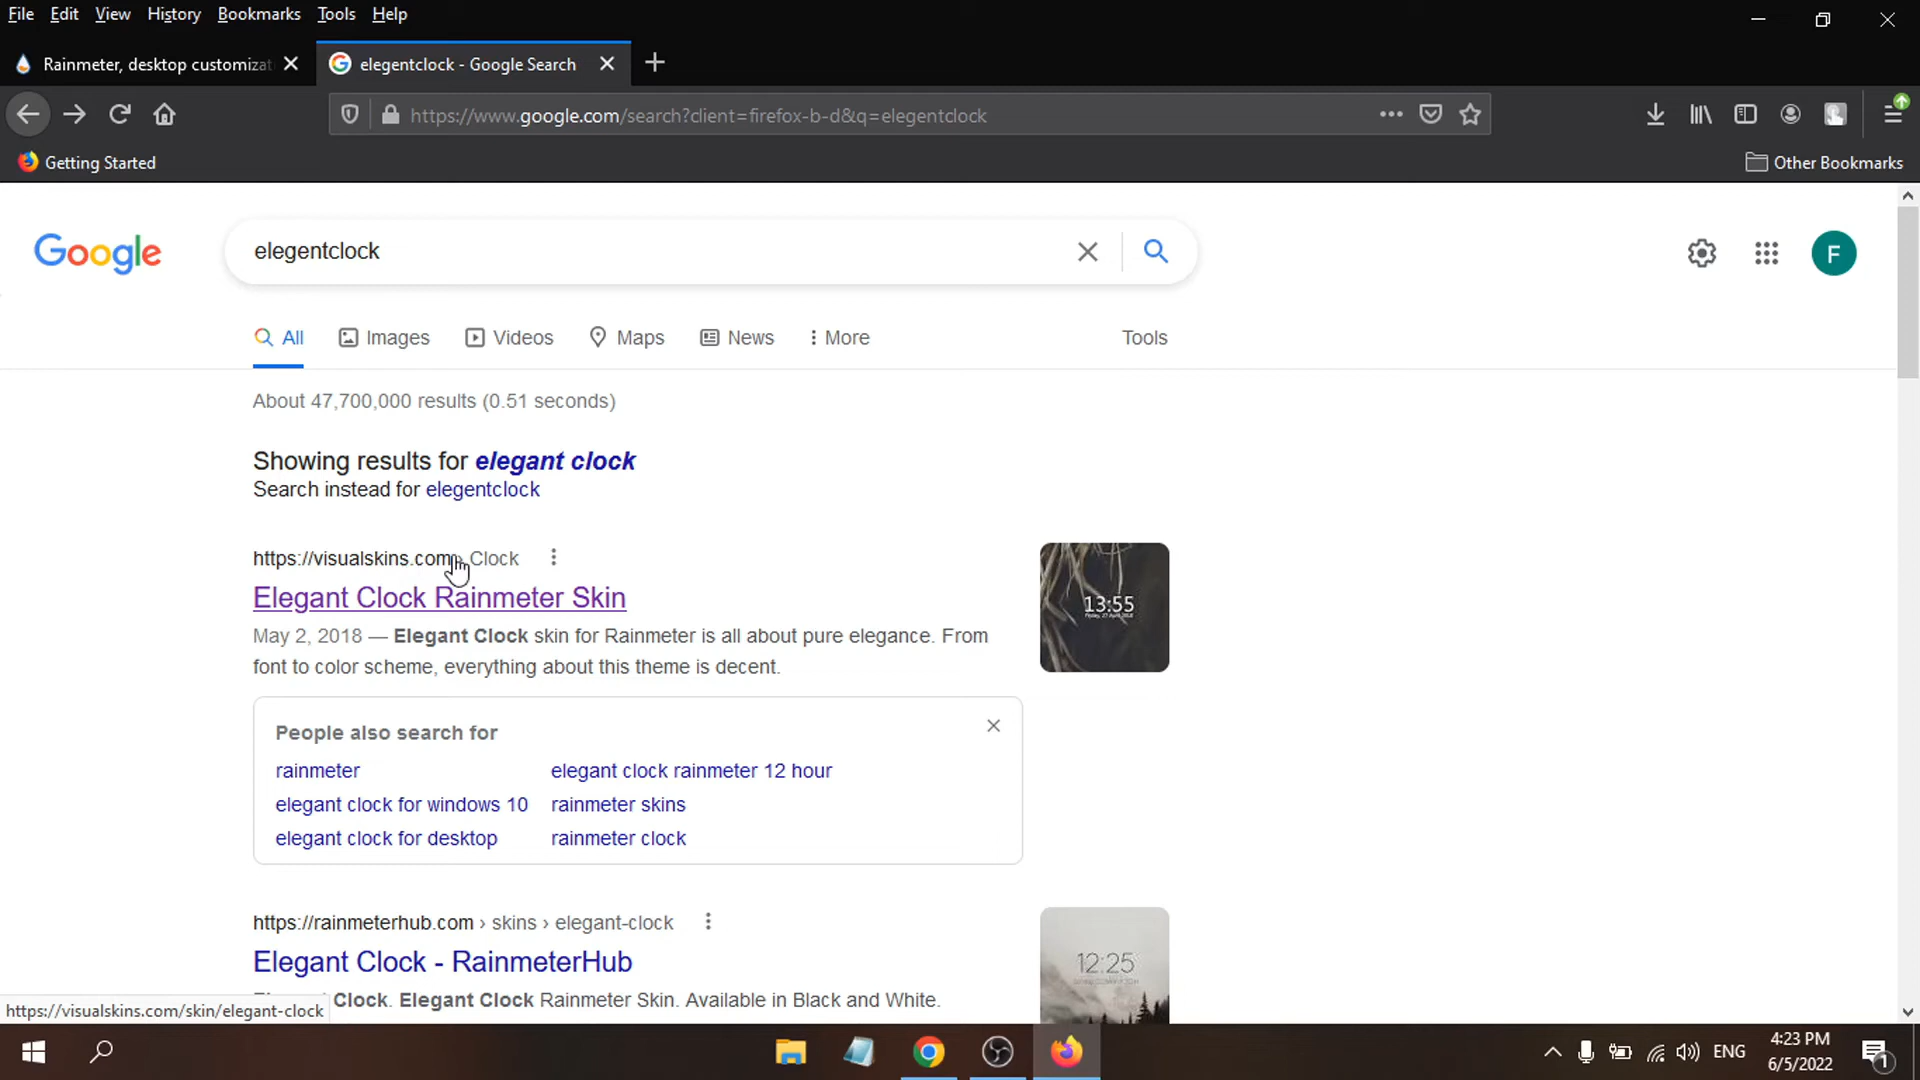 File Edit View History Bookmarks Tools Help
Rainmeter, desktop customizat
elegentclock - Google Search
https://www.google.com/search?client=firefox-b-d&q=elegentclock
Getting Started
Other Bookmarks
Google
elegentclock
F
All Images Videos Maps News More Tools
About 47,700,000 results (0.51 seconds)
Showing results for elegant clock
Search instead for elegentclock
https://visualskins.com › Clock
Elegant Clock Rainmeter Skin
May 2, 2018 — Elegant Clock skin for Rainmeter is all about pure elegance. From
font to color scheme, everything about this theme is decent.
13:55
People also search for
rainmeter
elegant clock rainmeter 12 hour
elegant clock for windows 10
rainmeter skins
elegant clock for desktop
rainmeter clock
https://rainmeterhub.com › skins › elegant-clock
Elegant Clock - RainmeterHub
Clock. Elegant Clock Rainmeter Skin. Available in Black and White.
12:25
https://visualskins.com/skin/elegant-clock
ENG
4:23 PM
6/5/2022
1